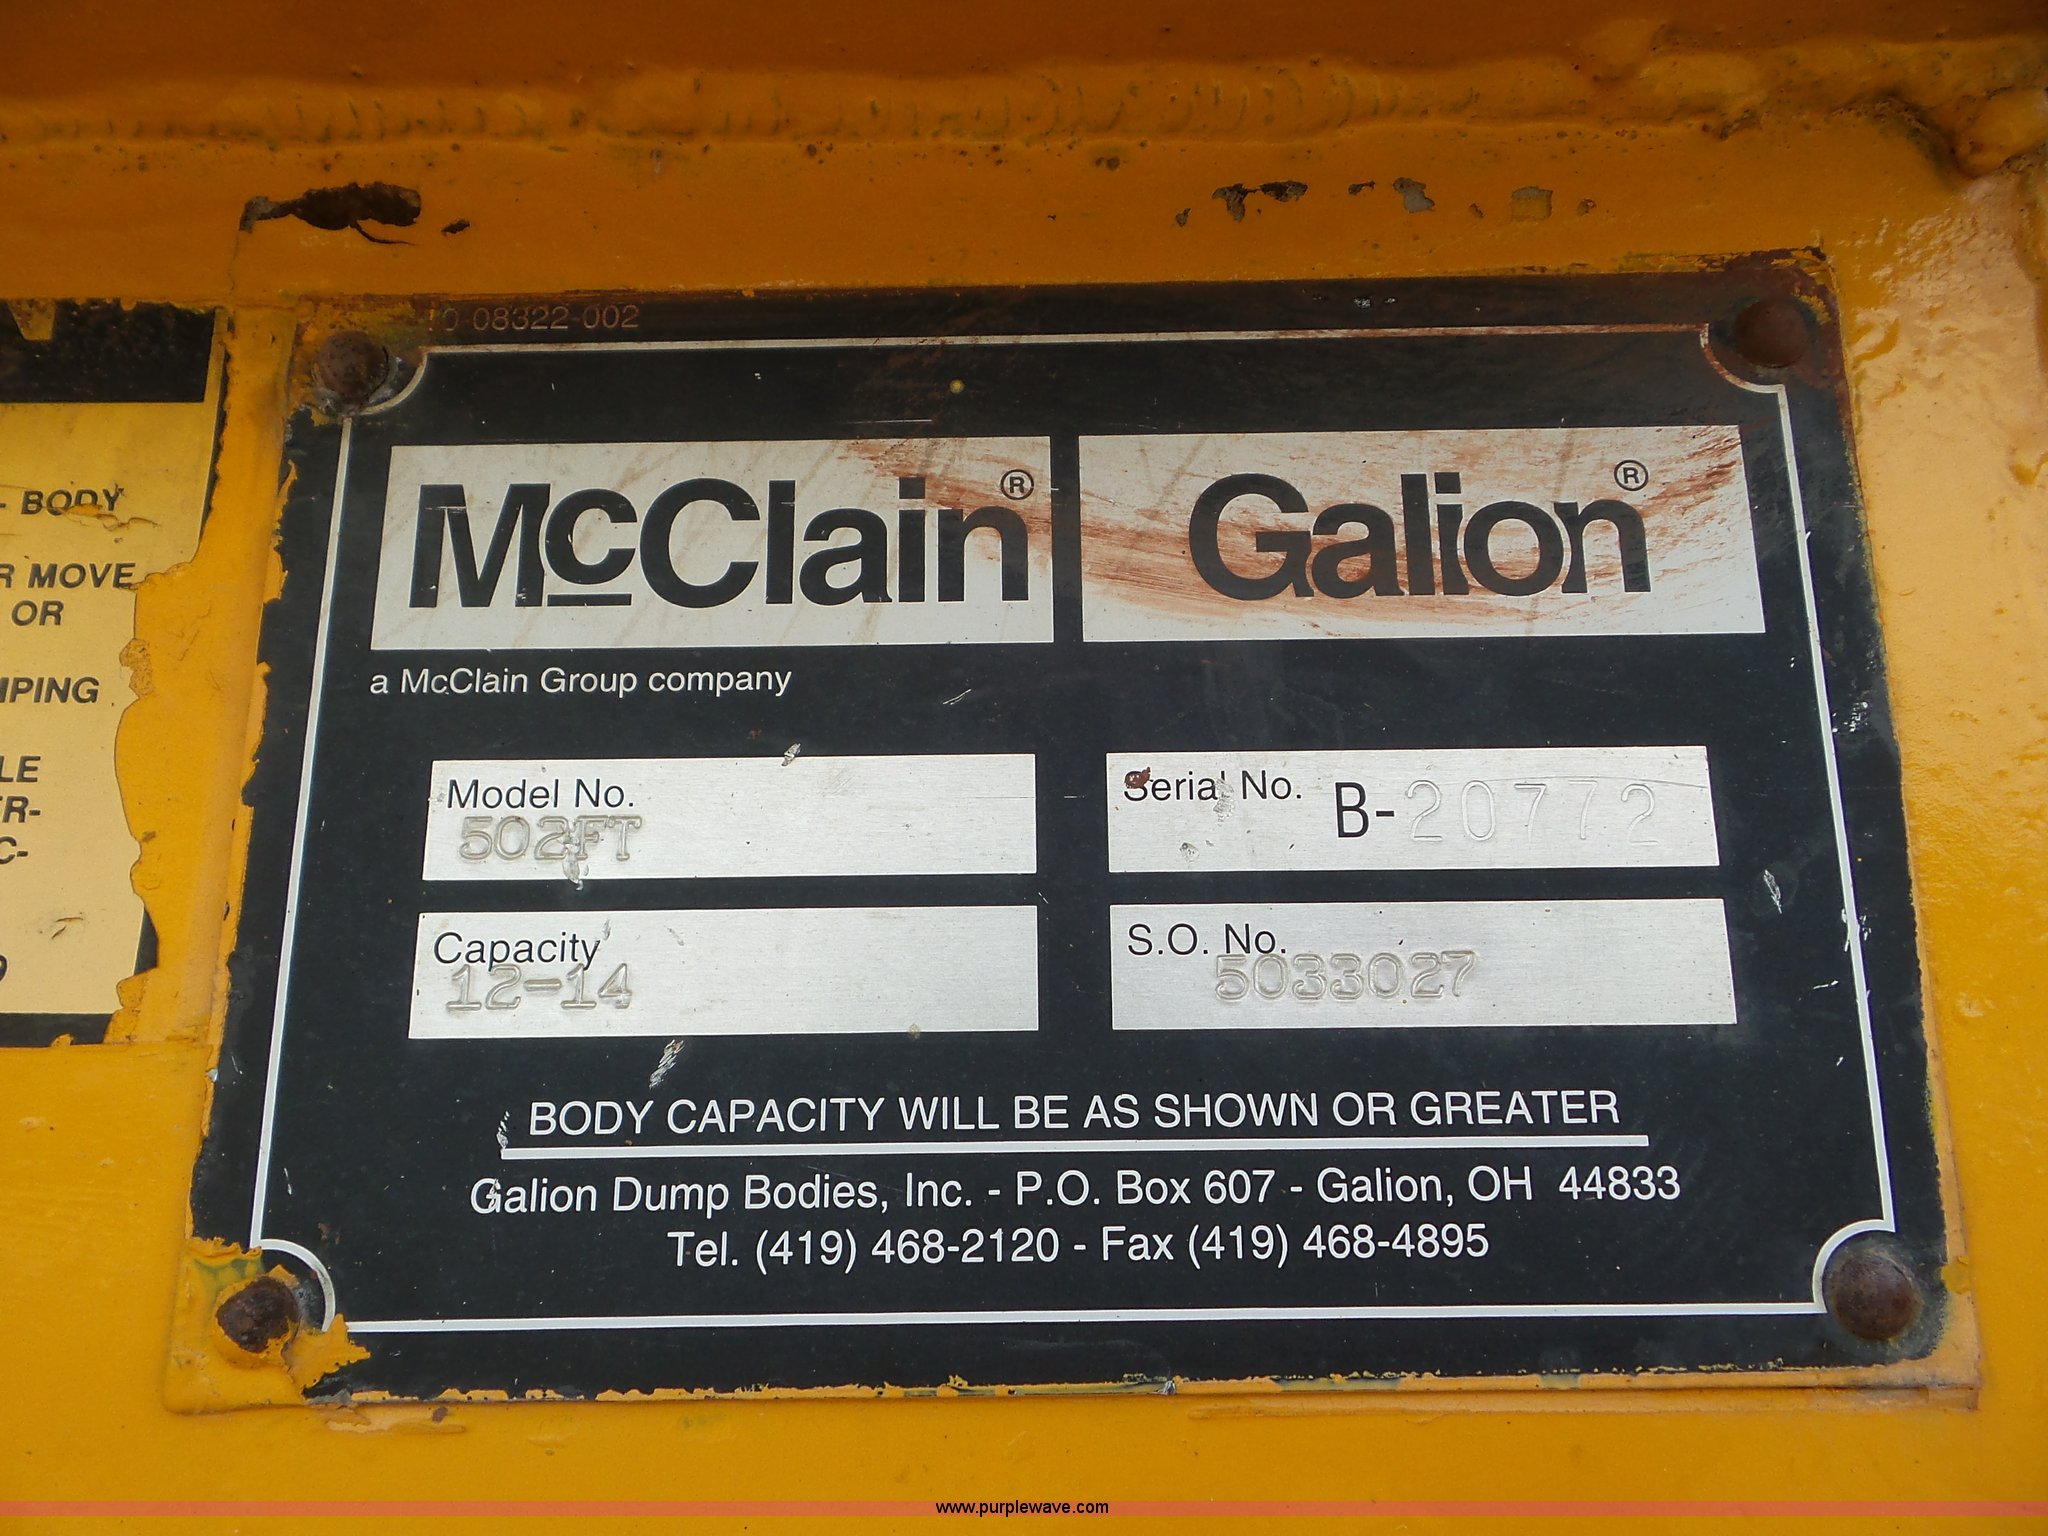 - BODY
R MOVE
OR
MPING
LE
ER-
C-
08322-002
McClain® Galion®
a McClain Group company
Model No.
502FT
Serial No. B-20772
Capacity
12-14
S.O. No.
5033027
BODY CAPACITY WILL BE AS SHOWN OR GREATER
Galion Dump Bodies, Inc. - P.O. Box 607 - Galion, OH 44833
Tel. (419) 468-2120 - Fax (419) 468-4895
www.purplewave.com